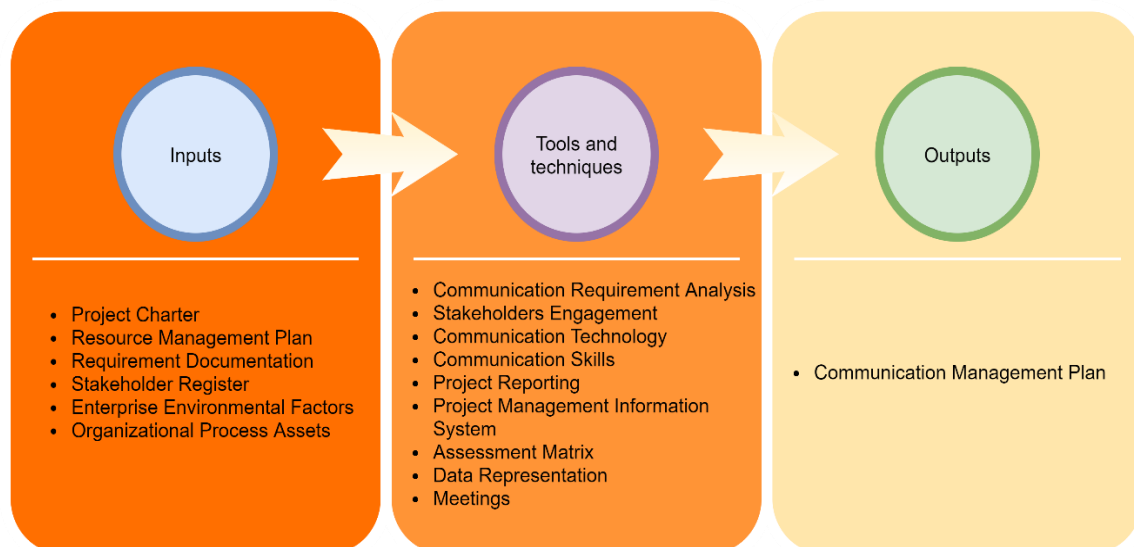 Inputs
Tools and
techniques
Outputs
• Project Charter
• Resource Management Plan
• Requirement Documentation
• Stakeholder Register
• Enterprise Environmental Factors
• Organizational Process Assets
• Communication Requirement Analysis
• Stakeholders Engagement
• Communication Technology
• Communication Skills
• Project Reporting
• Project Management Information
System
• Assessment Matrix
• Data Representation
• Meetings
• Communication Management Plan